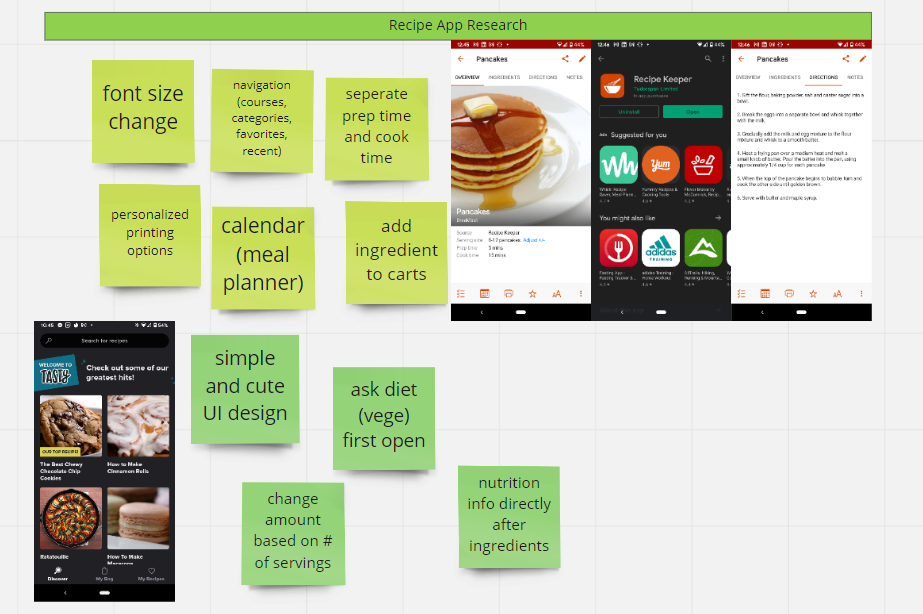 Recipe App Research
font size
change
navigation
(courses,
categories,
favorites,
recent)
seperate
prep time
and cook
time
personalized
printing
options
calendar
(meal
planner)
add
ingredient
to carts
12:45
Pancakes
OVERVIEW INGREDIENTS DIRECTIONS NOTES
Pancakes
Breakfast
Source Recipe Keeper
Serving size 8-12 pancakes. Adjust +/-
Prep time 5 mins
Cook time 15 mins
12:46
Recipe Keeper
Tudorspan Limited
In-app purchases
Uninstall
Open
Ads Suggested for you
Yum
You might also like
adidas
12:46
Pancakes
OVERVIEW INGREDIENTS DIRECTIONS NOTES
1. Sift the flour, baking powder, salt and caster sugar into a
bowl.
2. Break the eggs into a separate bowl and whisk together
with the milk.
3. Gradually add the milk and egg mixture to the flour
mixture and whisk to a smooth batter.
4. Heat a frying pan over a medium heat and melt a
small knob of butter. Pour the batter into the pan, using
approximately 1/4 cup for each pancake.
5. When the top of the pancake begins to bubble, turn and
cook the other side until golden brown.
6. Serve with butter and maple syrup.
10:45
54%
Search for recipes
WELCOME TO
TASTY
Check out some of our
greatest hits!
OUR TOP RECIPE!
The Best Chewy
Chocolate Chip
Cookies
How to Make
Cinnamon Rolls
Ratatouille
How To Make
Macarons
Discover
My Bag
My Recipes
simple
and cute
UI design
ask diet
(vege)
first open
change
amount
based on #
of servings
nutrition
info directly
after
ingredients